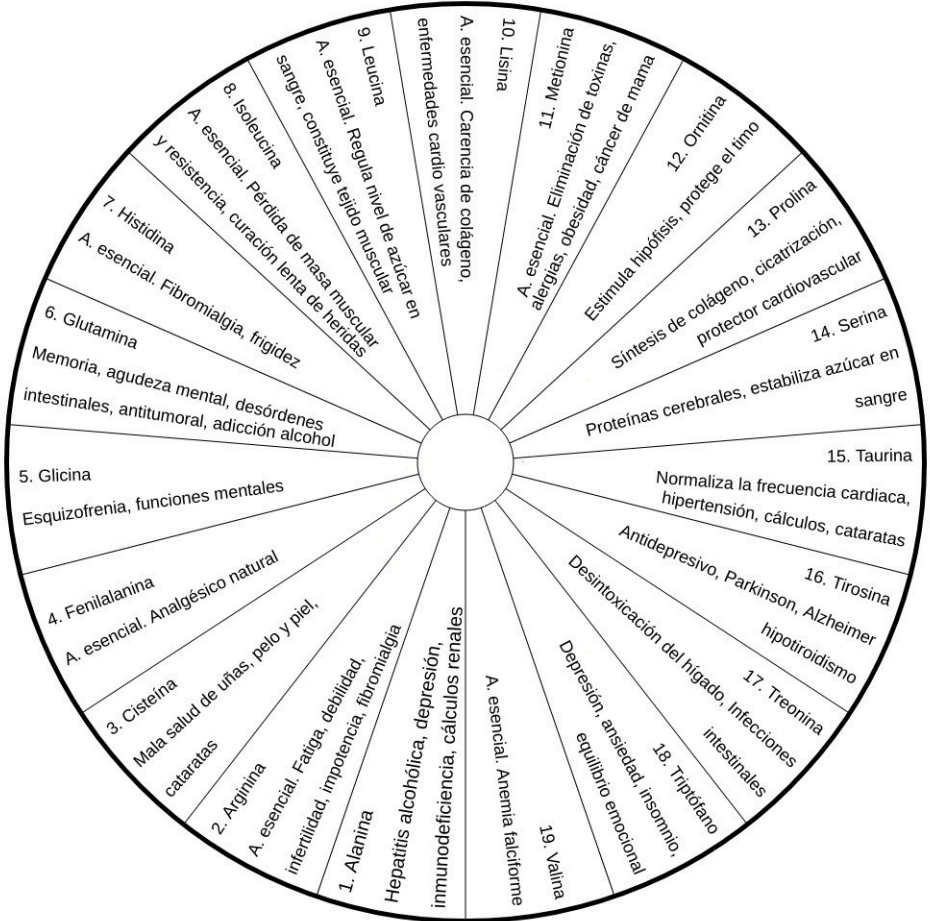 1. Alanina
Hepatitis alcohólica, depresión,
inmunodeficiencia, cálculos renales
2. Arginina
A. esencial. Fatiga, debilidad,
infertilidad, impotencia, fibromialgia
3. Cisteína
Mala salud de uñas, pelo y piel,
cataratas
4. Fenilalanina
A. esencial. Analgésico natural
5. Glicina
Esquizofrenia, funciones mentales
6. Glutamina
Memoria, agudeza mental, desórdenes
intestinales, antitumoral, adicción alcohol
7. Histidina
A. esencial. Fibromialgia, frigidez
8. Isoleucina
A. esencial. Pérdida de masa muscular
y resistencia, curación lenta de heridas
9. Leucina
A. esencial. Regula nivel de azúcar en
sangre, constituye tejido muscular
10. Lisina
A. esencial. Carencia de colágeno,
enfermedades cardio vasculares
11. Metionina
A. esencial. Eliminación de toxinas,
alergias, obesidad, cáncer de mama
12. Ornitina
Estimula hipófisis, protege el timo
13. Prolina
Síntesis de colágeno, cicatrización,
protector cardiovascular
14. Serina
Proteínas cerebrales, estabiliza azúcar en
sangre
15. Taurina
Normaliza la frecuencia cardiaca,
hipertensión, cálculos, cataratas
16. Tirosina
Antidepresivo, Parkinson, Alzheimer
hipotiroidismo
17. Treonina
Desintoxicación del hígado, Infecciones
intestinales
18. Triptófano
Depresión, ansiedad, insomnio,
equilibrio emocional
19. Valina
A. esencial. Anemia falciforme